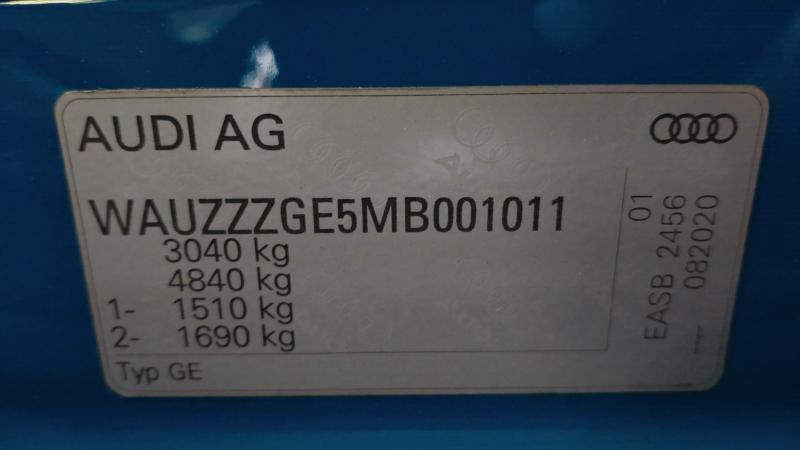 AUDI AG
WAUZZZGE5MB001011
3040 kg
4840 kg
1- 1510 kg
2- 1690 kg
Typ GE
01
EASB 2456
082020